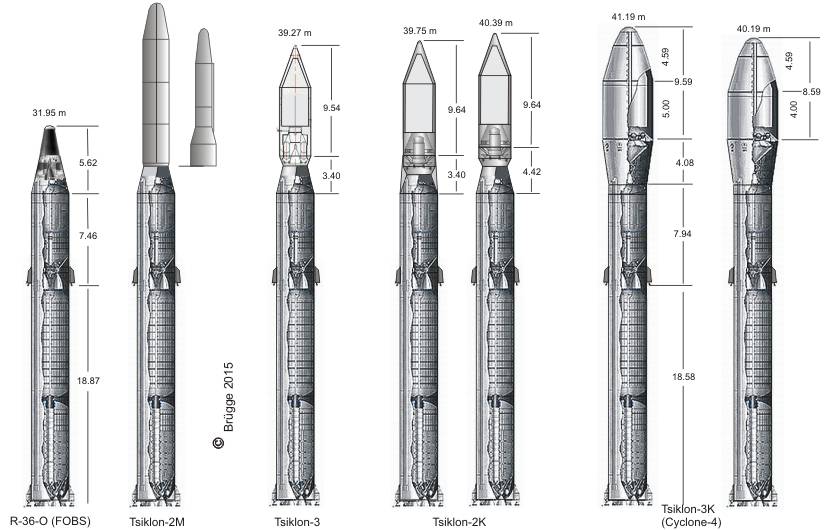 31.95 m
5.62
7.46
18.87
39.27 m
9.54
3.40
39.75 m
9.64
3.40
40.39 m
9.64
4.42
41.19 m
4.59
9.59
5.00
4.08
7.94
18.58
40.19 m
4.59
8.59
4.00
© Brügge 2015
R-36-O (FOBS)
Tsiklon-2M
Tsiklon-3
Tsiklon-2K
Tsiklon-3K
(Cyclone-4)